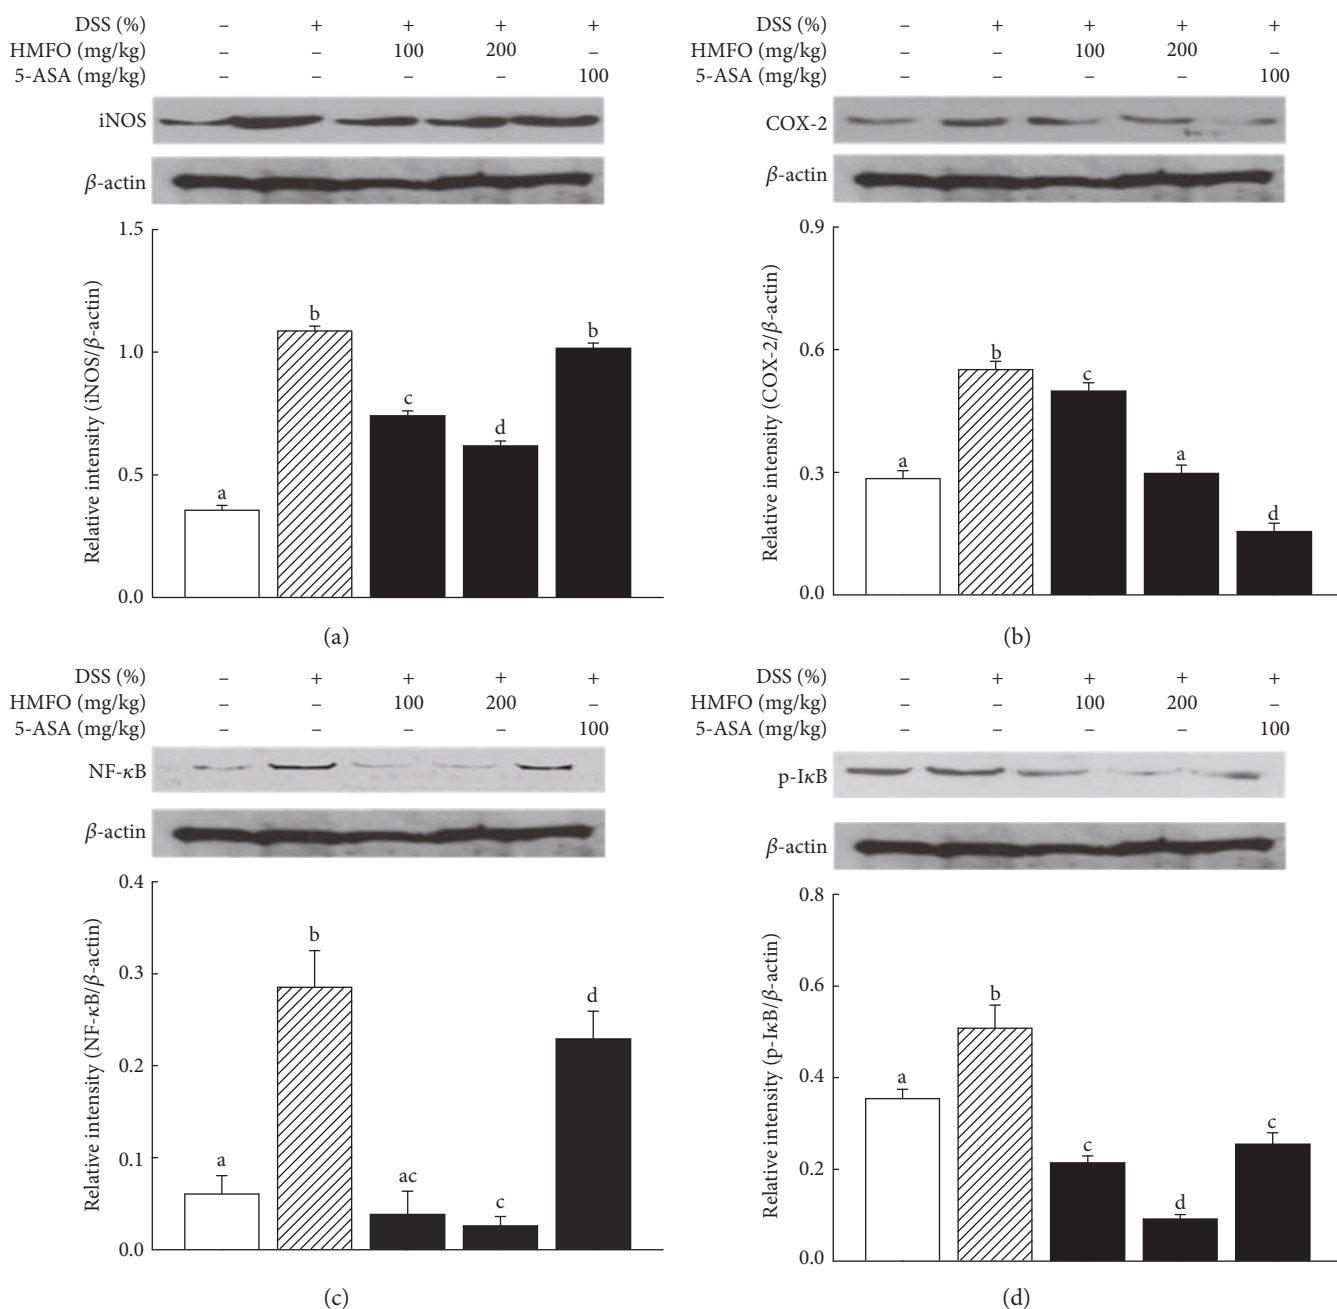 DSS (%) – + + + +
HMFO (mg/kg) – – 100 200 –
5-ASA (mg/kg) – – – – 100
iNOS
β-actin
1.5
1.0
0.5
0.0
Relative intensity (iNOS/β-actin)
a b c d b
(a)
DSS (%) – + + + +
HMFO (mg/kg) – – 100 200 –
5-ASA (mg/kg) – – – – 100
COX-2
β-actin
0.9
0.6
0.3
0.0
Relative intensity (COX-2/β-actin)
a b c a d
(b)
DSS (%) – + + + +
HMFO (mg/kg) – – 100 200 –
5-ASA (mg/kg) – – – – 100
NF-κB
β-actin
0.4
0.3
0.2
0.1
0.0
Relative intensity (NF-κB/β-actin)
a b ac c d
(c)
DSS (%) – + + + +
HMFO (mg/kg) – – 100 200 –
5-ASA (mg/kg) – – – – 100
p-IκB
β-actin
0.8
0.6
0.4
0.2
0.0
Relative intensity (p-IκB/β-actin)
a b c d c
(d)